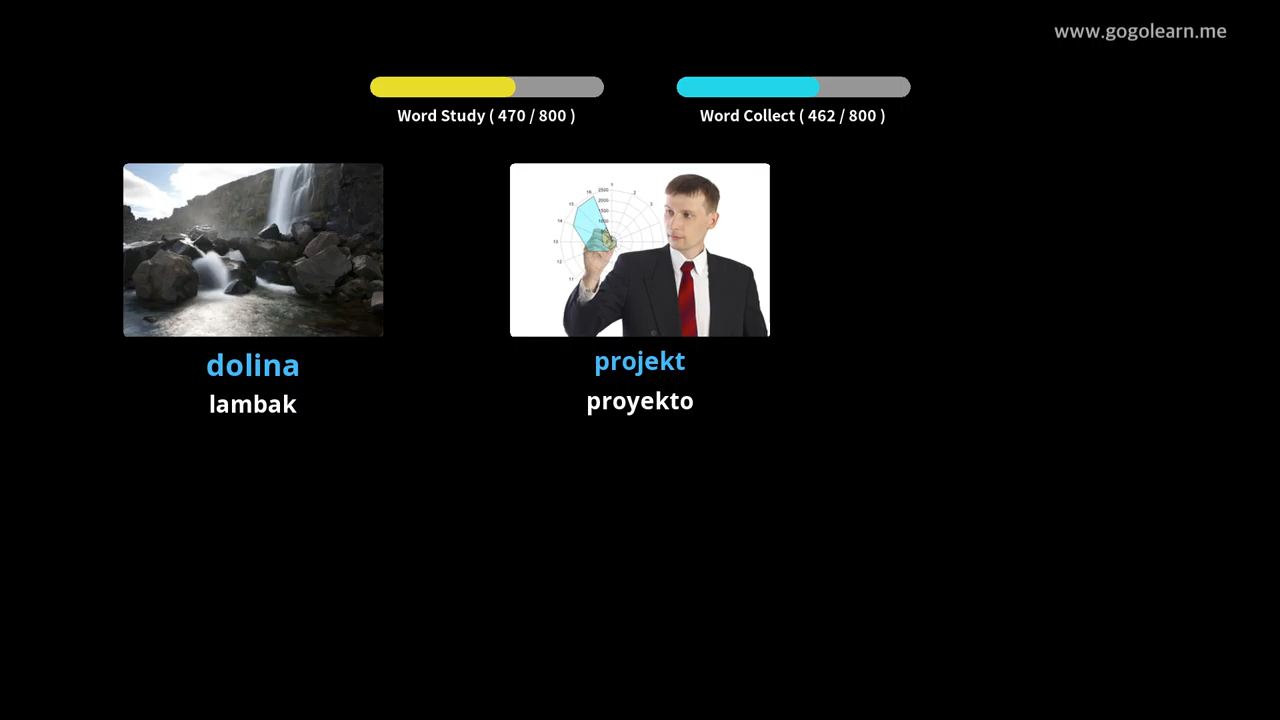 www.gogolearn.me
Word Study ( 470 / 800 )
Word Collect ( 462 / 800 )
dolina
lambak
projekt
proyekto